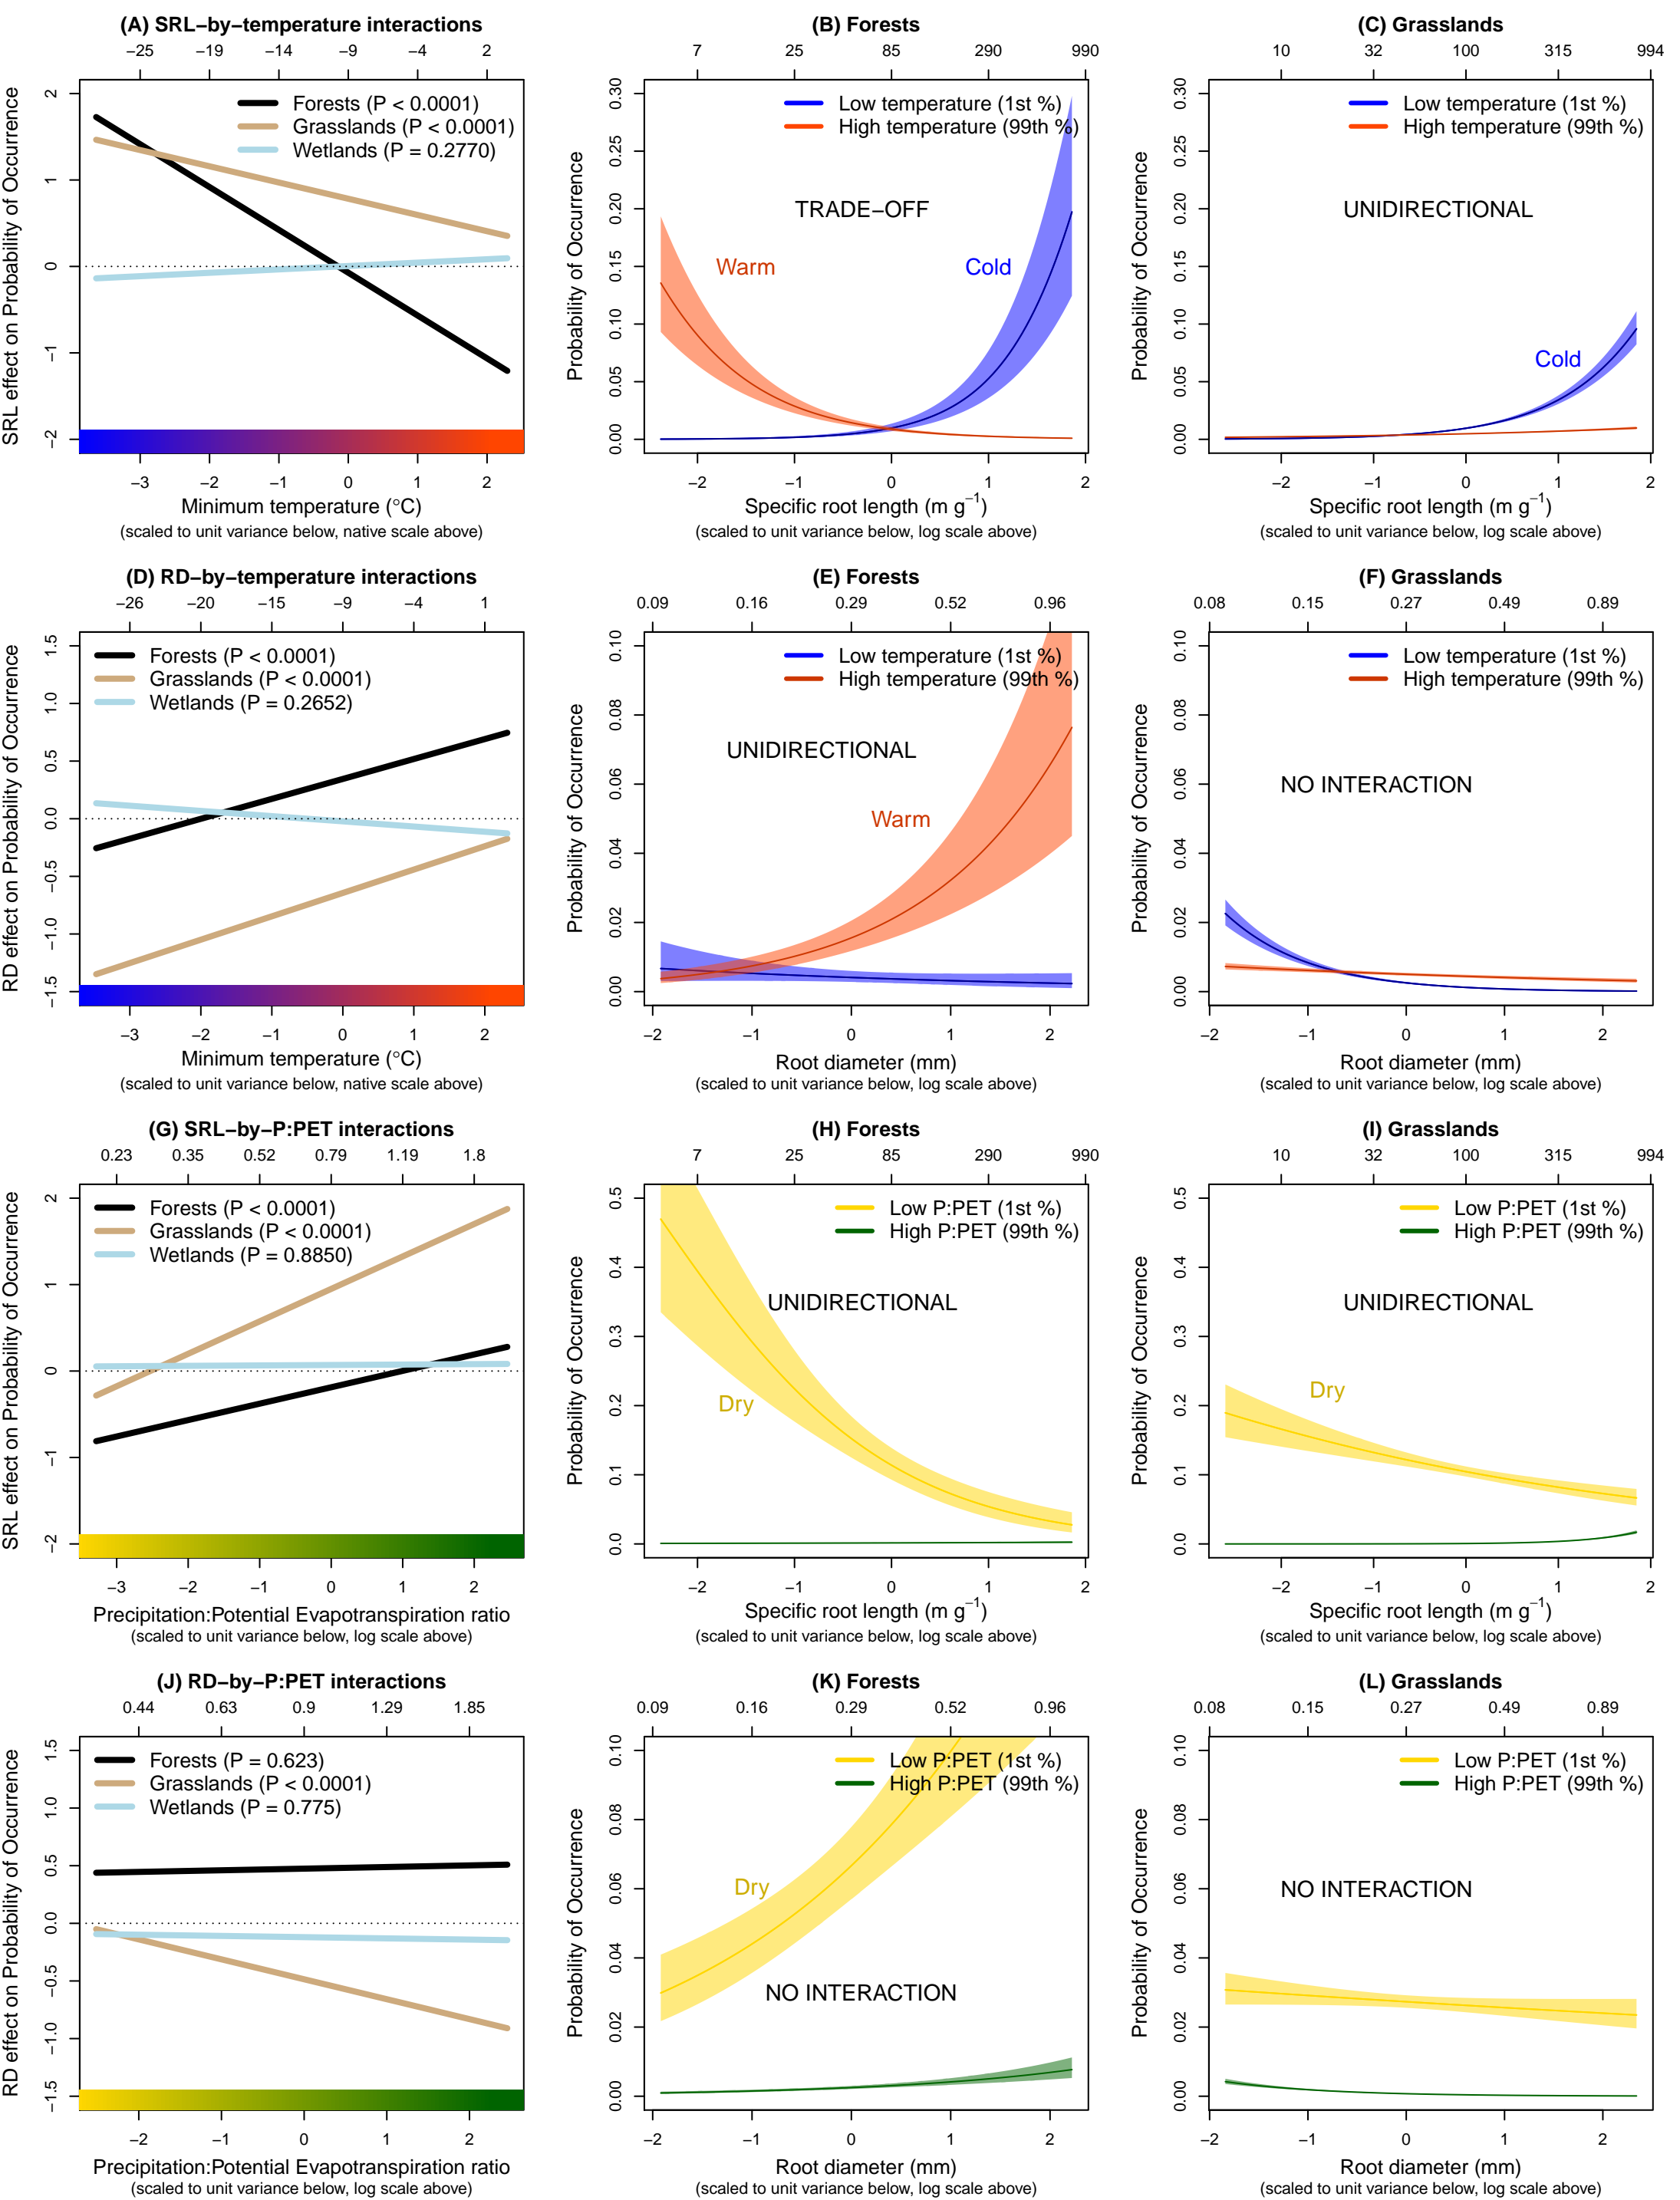 (A) SRL−by−temperature interactions
−25 −19 −14 −9 −4 2
SRL effect on Probability of Occurrence
2 1 0 −1 −2
Forests (P < 0.0001)
Grasslands (P < 0.0001)
Wetlands (P = 0.2770)
−3 −2 −1 0 1 2
Minimum temperature (°C)
(scaled to unit variance below, native scale above)
(B) Forests
7 25 85 290 990
Probability of Occurrence
0.30 0.25 0.20 0.15 0.10 0.05 0.00
Low temperature (1st %)
High temperature (99th %)
TRADE−OFF
Warm
Cold
−2 −1 0 1 2
Specific root length (m g⁻¹)
(scaled to unit variance below, log scale above)
(C) Grasslands
10 32 100 315 994
Probability of Occurrence
0.30 0.25 0.20 0.15 0.10 0.05 0.00
Low temperature (1st %)
High temperature (99th %)
UNIDIRECTIONAL
Cold
−2 −1 0 1 2
Specific root length (m g⁻¹)
(scaled to unit variance below, log scale above)
(D) RD−by−temperature interactions
−26 −20 −15 −9 −4 1
RD effect on Probability of Occurrence
1.5 1.0 0.5 0.0 −0.5 −1.0 −1.5
Forests (P < 0.0001)
Grasslands (P < 0.0001)
Wetlands (P = 0.2652)
−3 −2 −1 0 1 2
Minimum temperature (°C)
(scaled to unit variance below, native scale above)
(E) Forests
0.09 0.16 0.29 0.52 0.96
Probability of Occurrence
0.10 0.08 0.06 0.04 0.02 0.00
Low temperature (1st %)
High temperature (99th %)
UNIDIRECTIONAL
Warm
−2 −1 0 1 2
Root diameter (mm)
(scaled to unit variance below, log scale above)
(F) Grasslands
0.08 0.15 0.27 0.49 0.89
Probability of Occurrence
0.10 0.08 0.06 0.04 0.02 0.00
Low temperature (1st %)
High temperature (99th %)
NO INTERACTION
−2 −1 0 1 2
Root diameter (mm)
(scaled to unit variance below, log scale above)
(G) SRL−by−P:PET interactions
0.23 0.35 0.52 0.79 1.19 1.8
SRL effect on Probability of Occurrence
2 1 0 −1 −2
Forests (P < 0.0001)
Grasslands (P < 0.0001)
Wetlands (P = 0.8850)
−3 −2 −1 0 1 2
Precipitation:Potential Evapotranspiration ratio
(scaled to unit variance below, log scale above)
(H) Forests
7 25 85 290 990
Probability of Occurrence
0.5 0.4 0.3 0.2 0.1 0.0
Low P:PET (1st %)
High P:PET (99th %)
UNIDIRECTIONAL
Dry
−2 −1 0 1 2
Specific root length (m g⁻¹)
(scaled to unit variance below, log scale above)
(I) Grasslands
10 32 100 315 994
Probability of Occurrence
0.5 0.4 0.3 0.2 0.1 0.0
Low P:PET (1st %)
High P:PET (99th %)
UNIDIRECTIONAL
Dry
−2 −1 0 1 2
Specific root length (m g⁻¹)
(scaled to unit variance below, log scale above)
(J) RD−by−P:PET interactions
0.44 0.63 0.9 1.29 1.85
RD effect on Probability of Occurrence
1.5 1.0 0.5 0.0 −0.5 −1.0 −1.5
Forests (P = 0.623)
Grasslands (P < 0.0001)
Wetlands (P = 0.775)
−2 −1 0 1 2
Precipitation:Potential Evapotranspiration ratio
(scaled to unit variance below, log scale above)
(K) Forests
0.09 0.16 0.29 0.52 0.96
Probability of Occurrence
0.10 0.08 0.06 0.04 0.02 0.00
Low P:PET (1st %)
High P:PET (99th %)
Dry
NO INTERACTION
−2 −1 0 1 2
Root diameter (mm)
(scaled to unit variance below, log scale above)
(L) Grasslands
0.08 0.15 0.27 0.49 0.89
Probability of Occurrence
0.10 0.08 0.06 0.04 0.02 0.00
Low P:PET (1st %)
High P:PET (99th %)
NO INTERACTION
−2 −1 0 1 2
Root diameter (mm)
(scaled to unit variance below, log scale above)